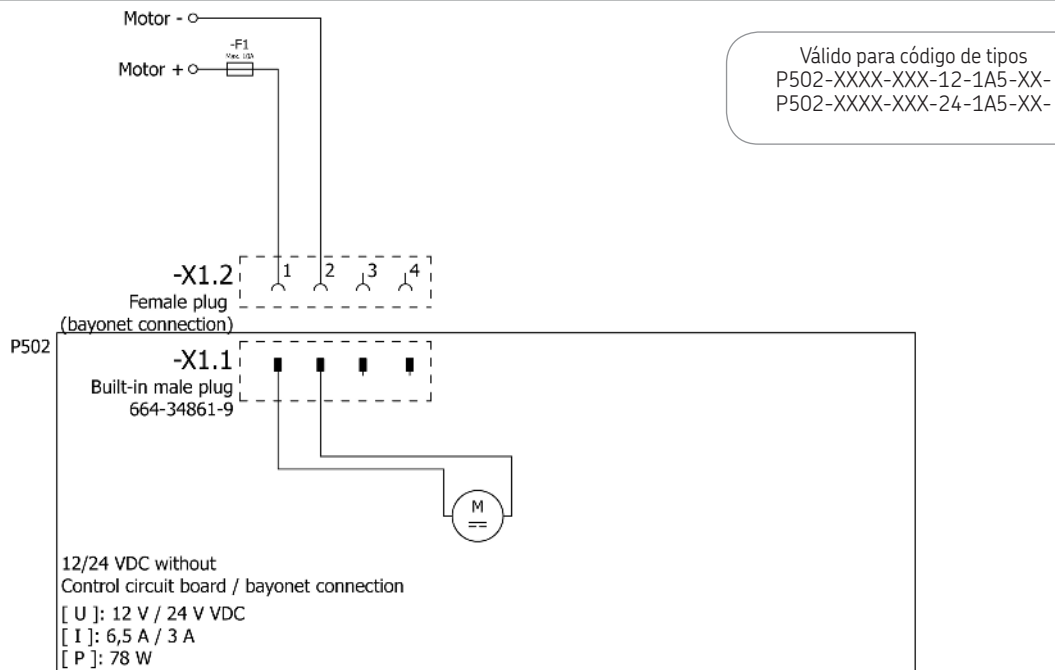 Motor -
-F1
Motor +
Válido para código de tipos
P502-XXXX-XXX-12-1A5-XX-
P502-XXXX-XXX-24-1A5-XX-
-X1.2
1 2 3 4
Female plug
(bayonet connection)
P502
-X1.1
Built-in male plug
664-34861-9
M
12/24 VDC without
Control circuit board / bayonet connection
[ U ]: 12 V / 24 V VDC
[ I ]: 6,5 A / 3 A
[ P ]: 78 W